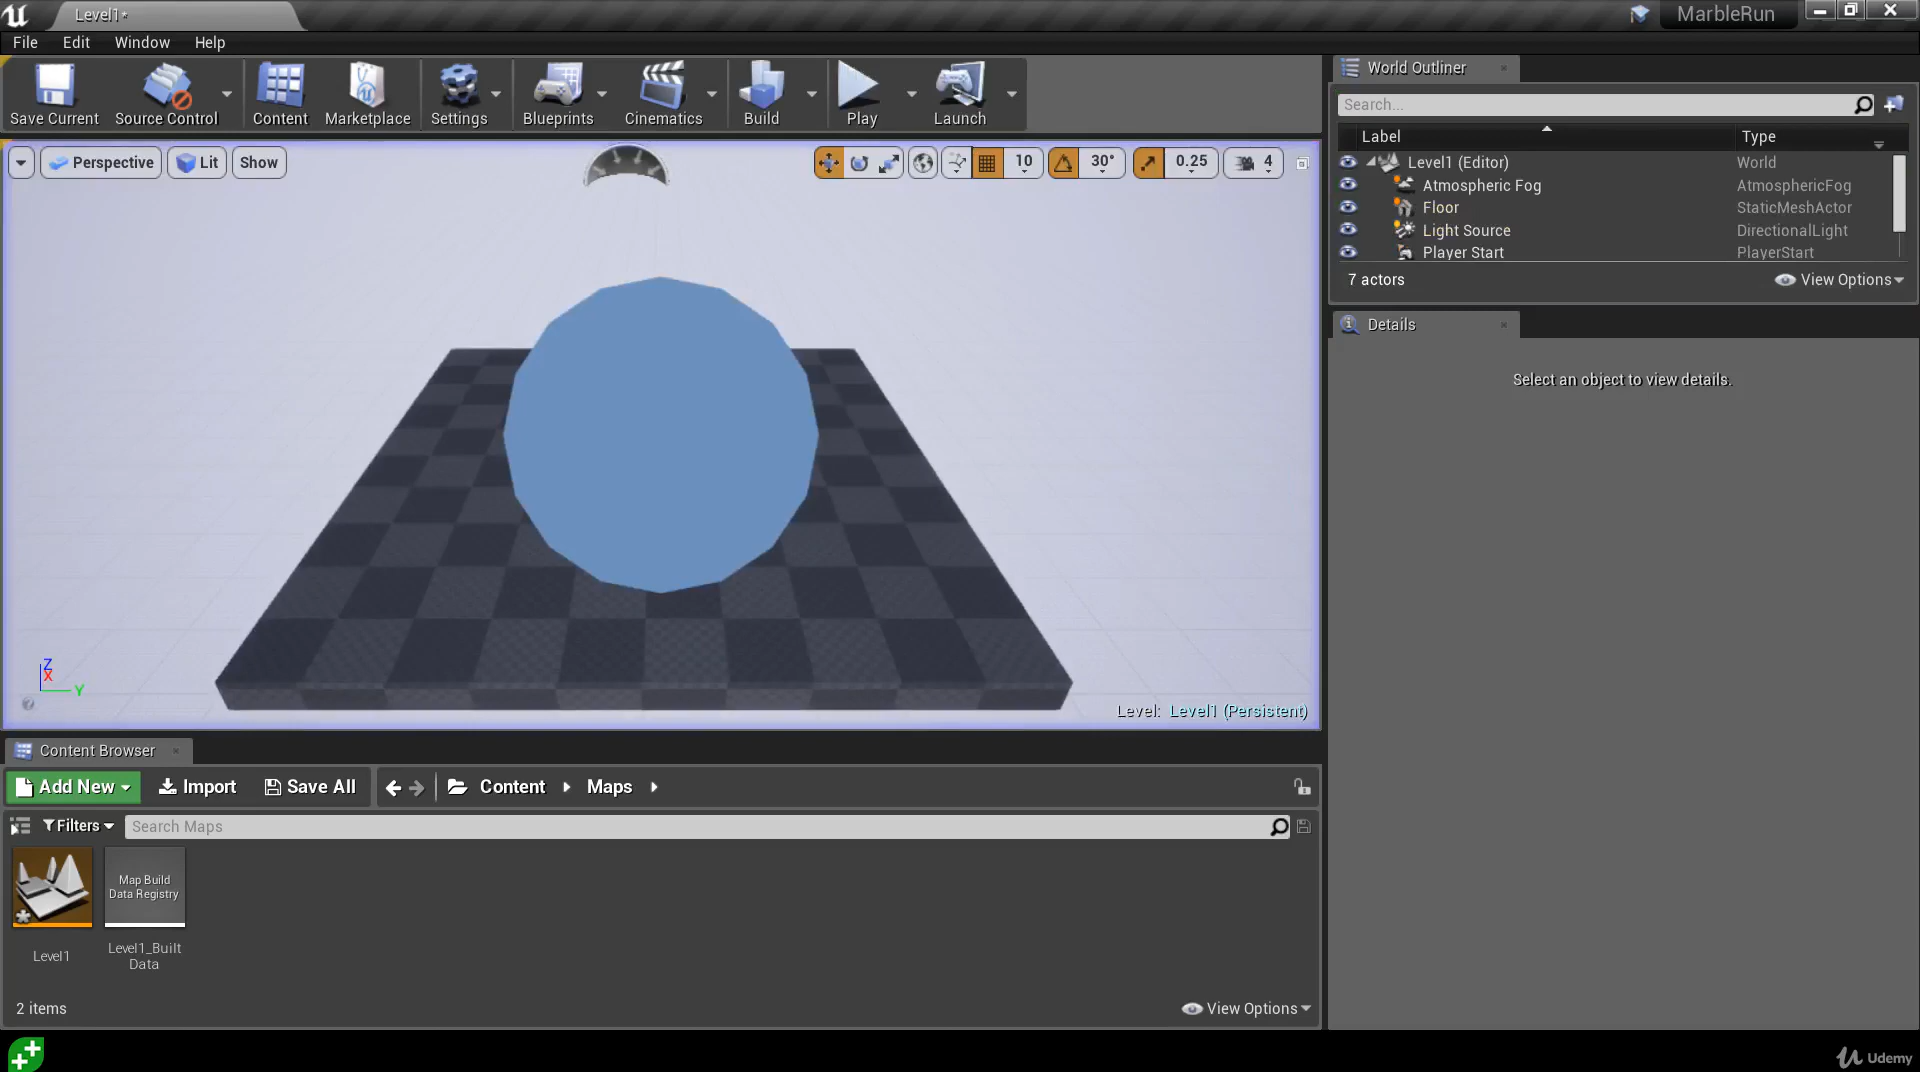 Level1*
MarbleRun
File Edit Window Help
Save Current Source Control Content Marketplace Settings Blueprints Cinematics Build Play Launch
Perspective Lit Show
10 30° 0.25 4
Z
X
Y
Level: Level1 (Persistent)
World Outliner
Search...
Label Type
Level1 (Editor) World
Atmospheric Fog AtmosphericFog
Floor StaticMeshActor
Light Source DirectionalLight
Player Start PlayerStart
7 actors View Options
Details
Select an object to view details.
Content Browser
Add New Import Save All Content Maps
Filters Search Maps
Map Build
Data Registry
Level1
Level1_Built
Data
2 items View Options
Udemy